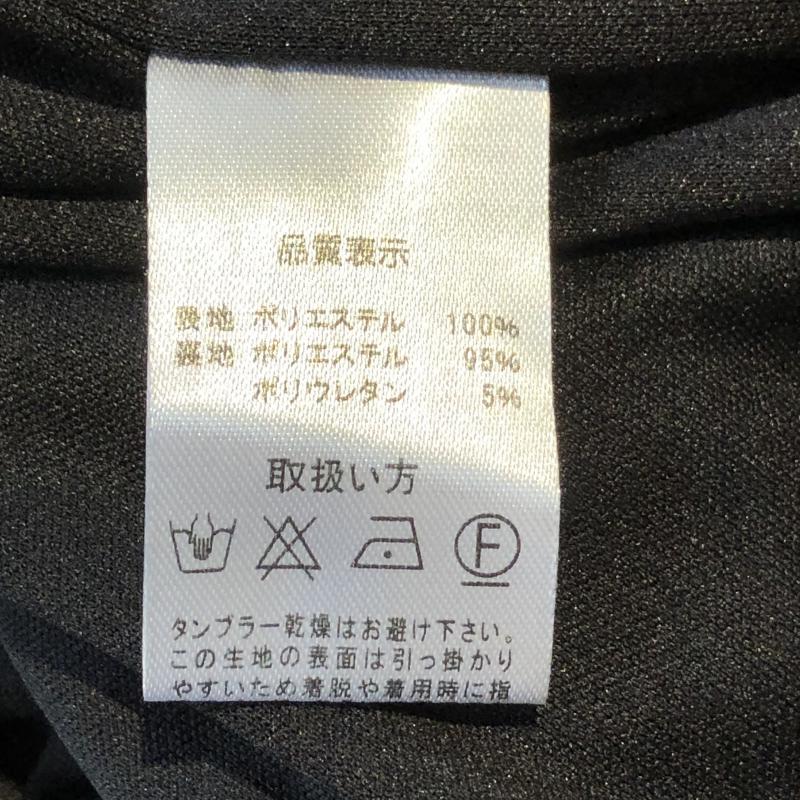 品質表示
表地 ポリエステル 100%
裏地 ポリエステル 95%
ポリウレタン 5%
取扱い方
F
タンブラー乾燥はお避け下さい。
この生地の表面は引っ掛かり
やすいため着脱や着用時に指